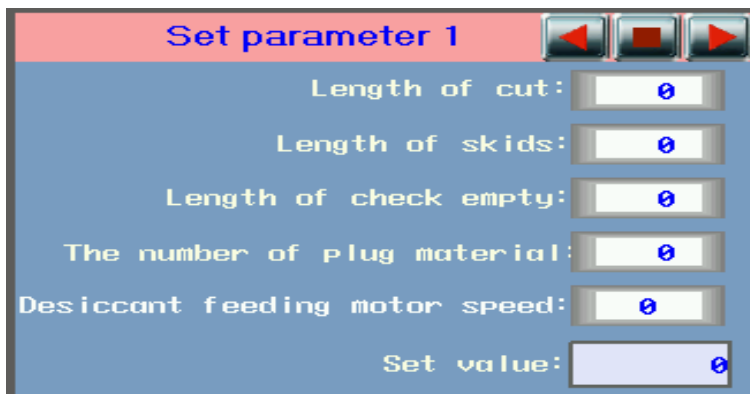 Set parameter 1
Length of cut: 0
Length of skids: 0
Length of check empty: 0
The number of plug material: 0
Desiccant feeding motor speed: 0
Set value: 0